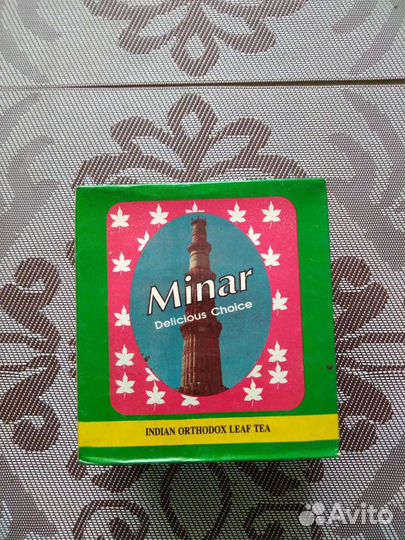 Minar
Delicious Choice
INDIAN ORTHODOX LEAF TEA
Avito